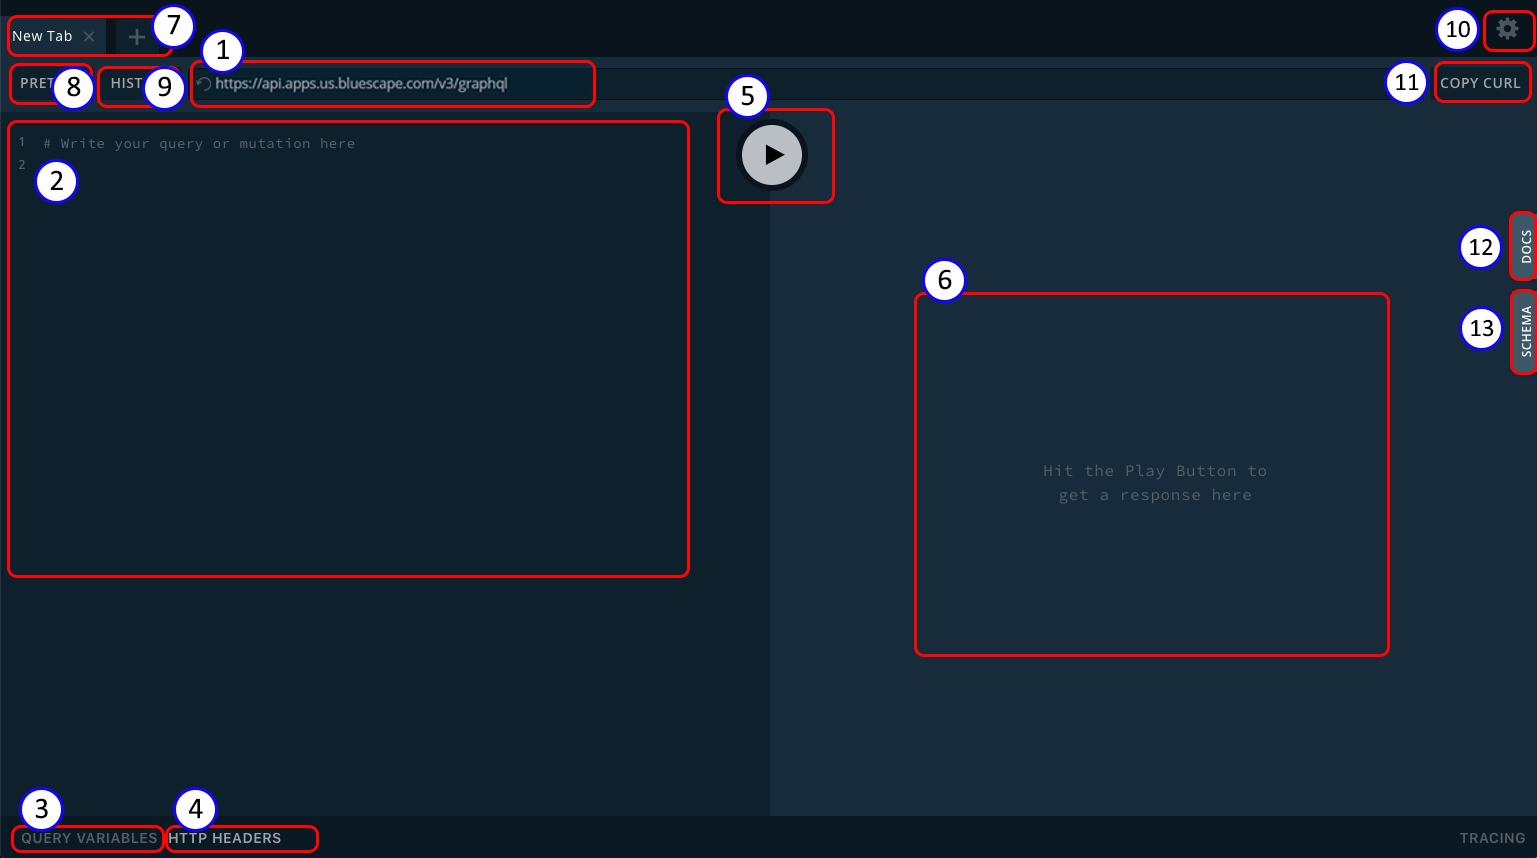 New Tab
7
10
1
PRET
8
HIST
9
https://api.apps.us.bluescape.com/v3/graphql
11
COPY CURL
5
1 # Write your query or mutation here
2
2
12
DOCS
6
13
SCHEMA
Hit the Play Button to
get a response here
3
4
QUERY VARIABLES
HTTP HEADERS
TRACING